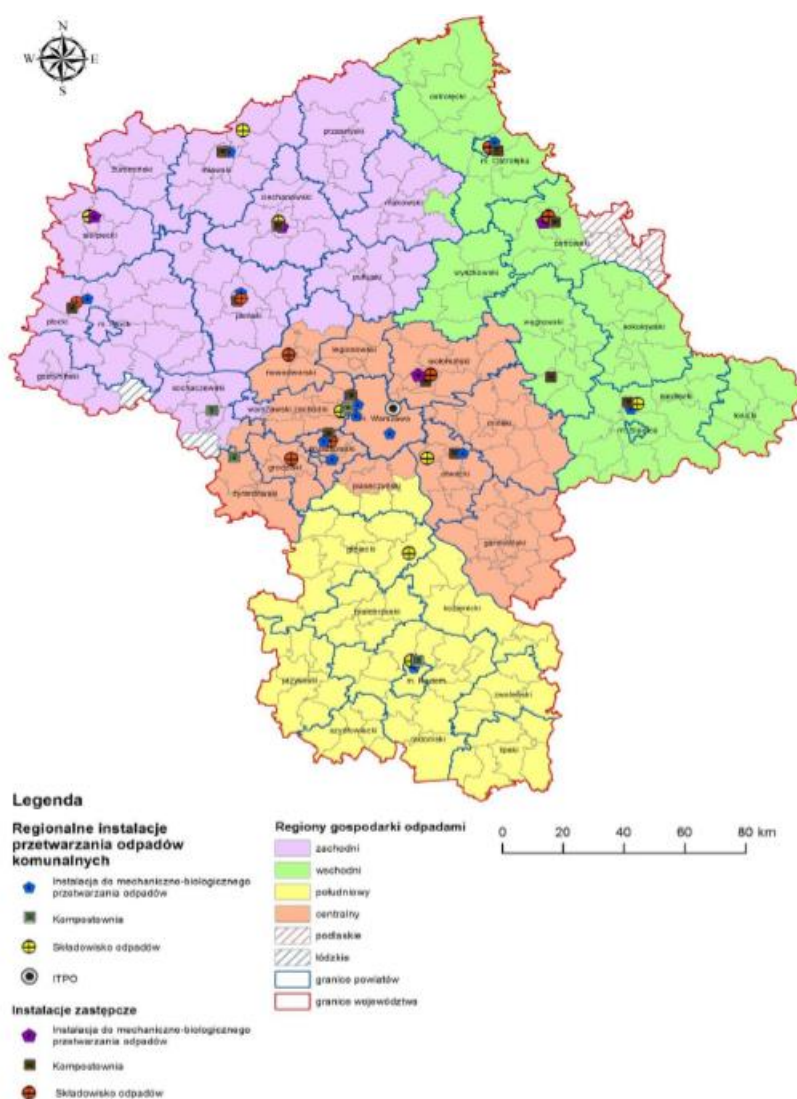 N
W E
S
ostrołęcki
przasnyski
żuromiński
mławski
m. Ostrołęka
ciechanowski
makowski
sierpecki
ostrowski
wyszkowski
pułtuski
płocki
m. Płock
płoński
węgrowski
sokołowski
gostyniński
legionowski
wołomiński
nowodworski
sochaczewski
warszawski zachodni
m. Warszawa
siedlecki
łosicki
m. Siedlce
miński
grodziski
otwocki
żyrardowski
piaseczyński
garwoliński
grójecki
kozienicki
białobrzeski
przysuski
m. Radom
zwoleński
szydłowiecki
radomski
lipski
Legenda
Regionalne instalacje
przetwarzania odpadów
komunalnych
Instalacja do mechaniczno-biologicznego
przetwarzania odpadów
Kompostownia
Składowisko odpadów
ITPO
Instalacje zastępcze
Instalacja do mechaniczno-biologicznego
przetwarzania odpadów
Kompostownia
Składowisko odpadów
Regiony gospodarki odpadami
zachodni
wschodni
południowy
centralny
podlaskie
łódzkie
granice powiatów
granice województwa
0 20 40 60 80 km